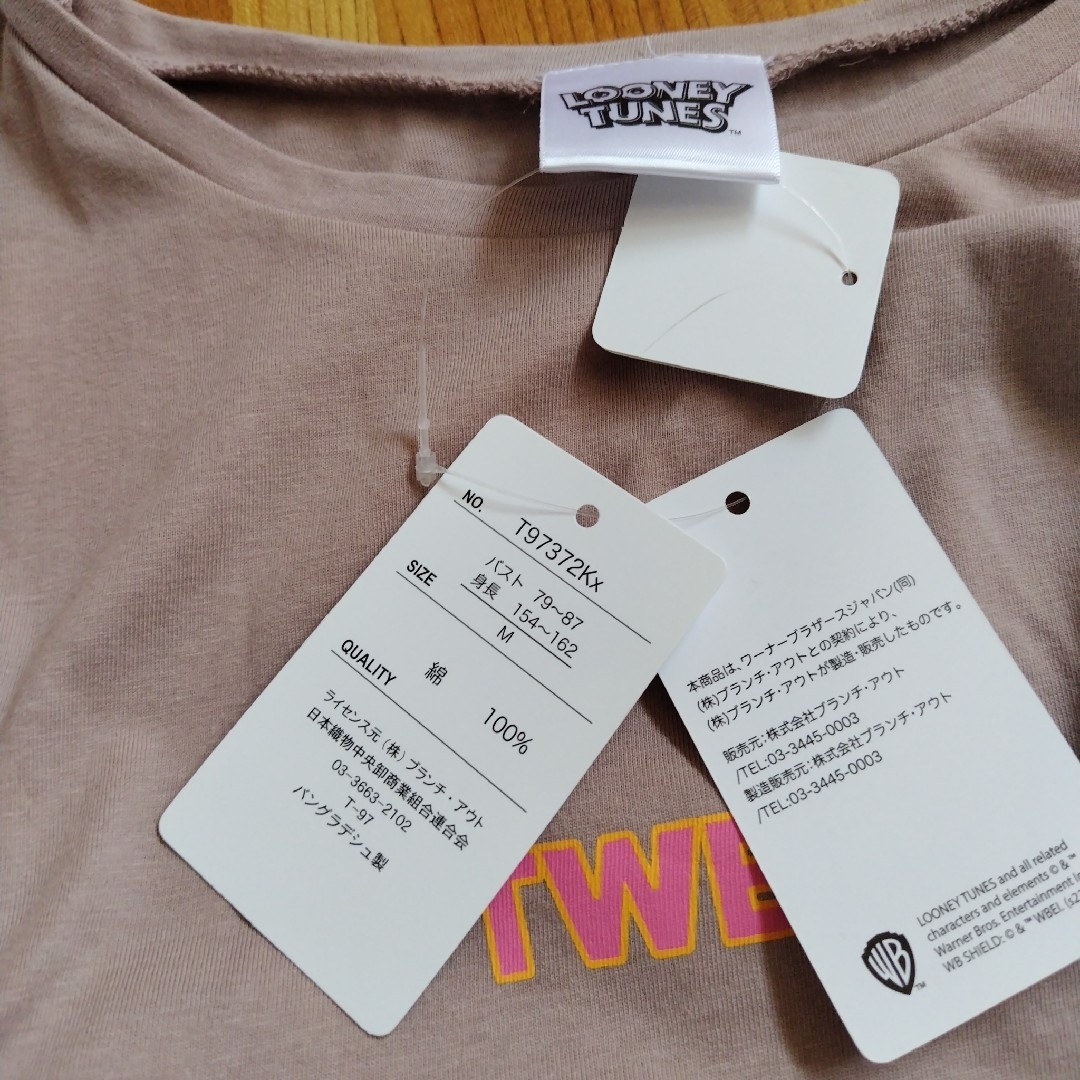 LOONEY
TUNES™
NO. T97372Kx
SIZE バスト 79〜87
身長 154〜162
M
QUALITY 綿 100%
ライセンス元(株)ブランチ・アウト
日本織物中央卸商業組合連合会
03-3663-2102
T-97
バングラデシュ製
本商品は、ワーナーブラザースジャパン(同)
(株)ブランチ・アウトとの契約により、
(株)ブランチ・アウトが製造・販売したものです。
販売元:株式会社ブランチ・アウト
/TEL:03-3445-0003
製造販売元:株式会社ブランチ・アウト
/TEL:03-3445-0003
LOONEY TUNES and all related
characters and elements © & ™
Warner Bros. Entertainment
WB SHIELD: © & ™ WBEI.
WB™
TWE